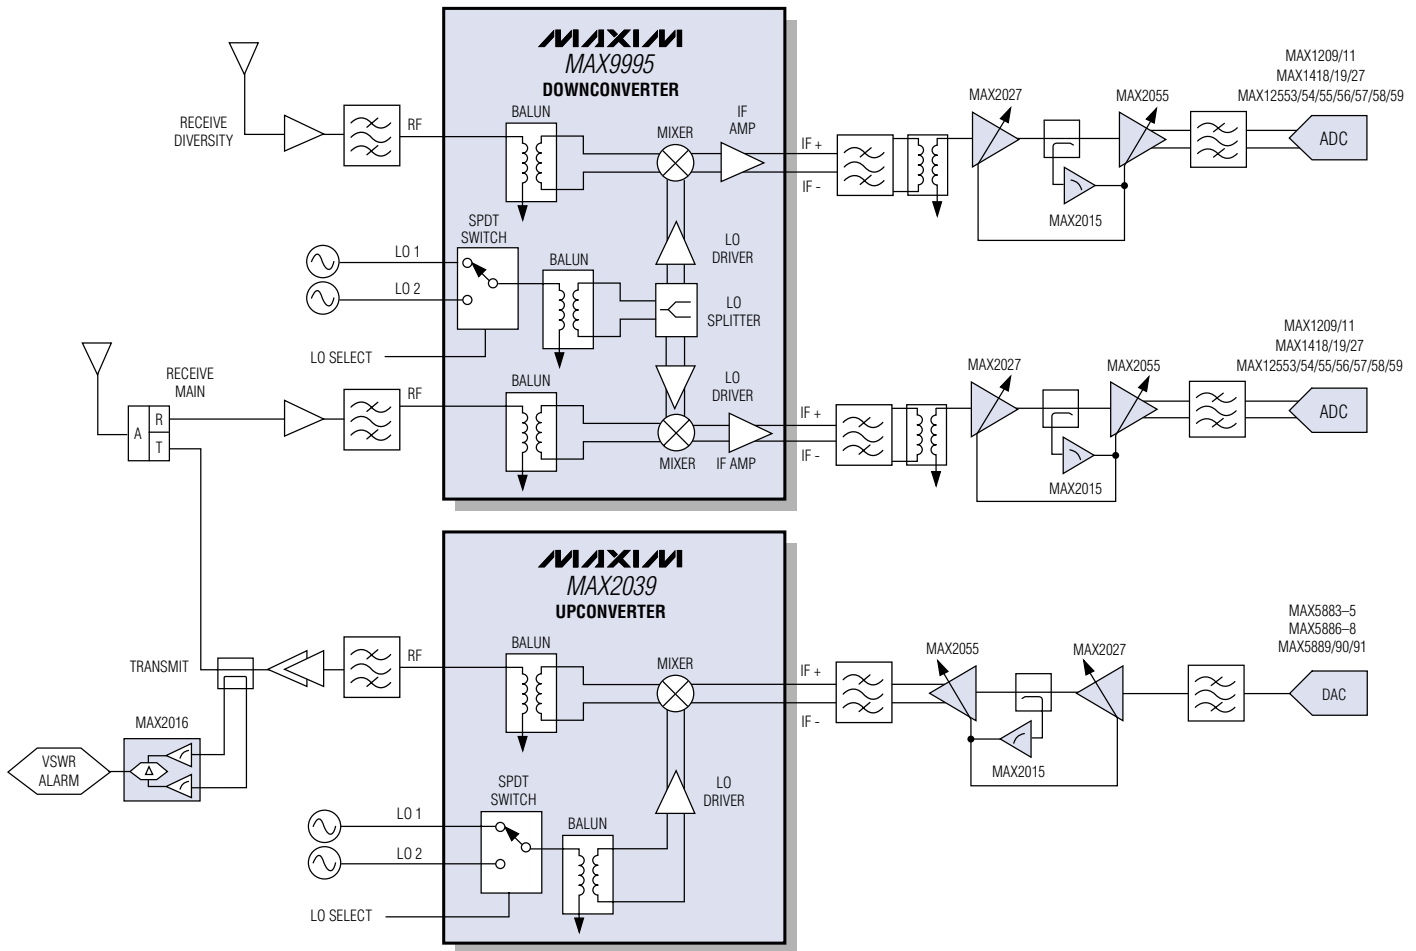 MAXIM
MAX9995
DOWNCONVERTER
RECEIVE
DIVERSITY
RF
BALUN
MIXER
IF
AMP
IF +
IF -
MAX2027
MAX2055
MAX2015
MAX1209/11
MAX1418/19/27
MAX12553/54/55/56/57/58/59
ADC
SPDT
SWITCH
LO 1
LO 2
LO SELECT
BALUN
LO
DRIVER
LO
SPLITTER
LO
DRIVER
RECEIVE
MAIN
A
R
T
RF
BALUN
MIXER
IF AMP
IF +
IF -
MAX2027
MAX2055
MAX2015
MAX1209/11
MAX1418/19/27
MAX12553/54/55/56/57/58/59
ADC
MAXIM
MAX2039
UPCONVERTER
TRANSMIT
RF
BALUN
MIXER
IF +
IF -
MAX2055
MAX2027
MAX2015
MAX5883–5
MAX5886–8
MAX5889/90/91
DAC
MAX2016
VSWR
ALARM
SPDT
SWITCH
LO 1
LO 2
LO SELECT
BALUN
LO
DRIVER